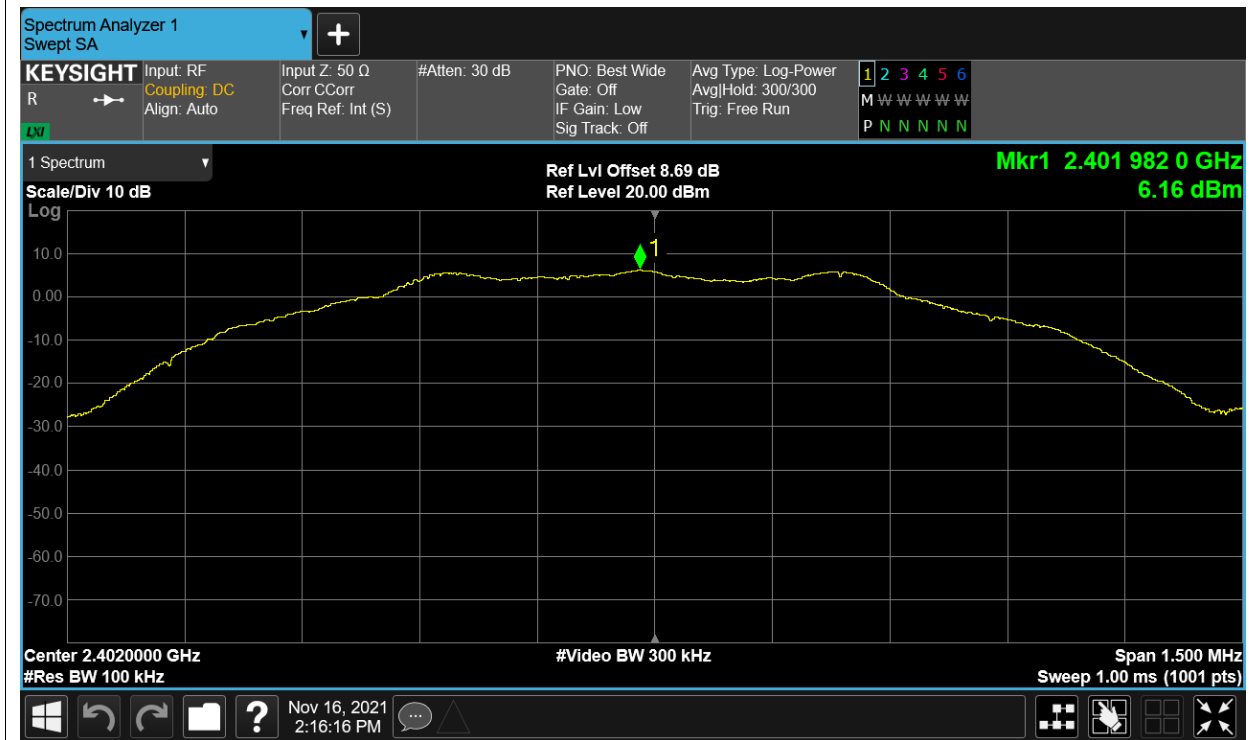 Spectrum Analyzer 1
Swept SA
+
KEYSIGHT
R
LXI
Input: RF
Coupling: DC
Align: Auto
Input Z: 50 Ω
Corr CCorr
Freq Ref: Int (S)
#Atten: 30 dB
PNO: Best Wide
Gate: Off
IF Gain: Low
Sig Track: Off
Avg Type: Log-Power
Avg|Hold: 300/300
Trig: Free Run
1 2 3 4 5 6
M W W W W W
P N N N N N
1 Spectrum
Scale/Div 10 dB
Log
Ref Lvl Offset 8.69 dB
Ref Level 20.00 dBm
Mkr1 2.401 982 0 GHz
6.16 dBm
1
10.0
0.00
-10.0
-20.0
-30.0
-40.0
-50.0
-60.0
-70.0
Center 2.4020000 GHz
#Res BW 100 kHz
#Video BW 300 kHz
Span 1.500 MHz
Sweep 1.00 ms (1001 pts)
?
Nov 16, 2021
2:16:16 PM